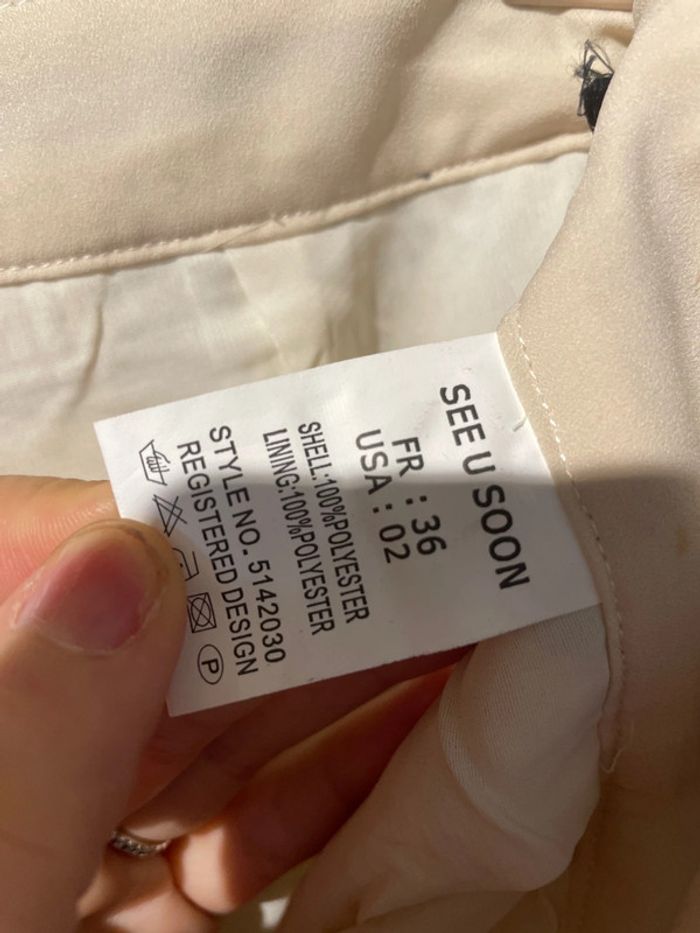 SEE U SOON
FR : 36
USA : 02
SHELL:100%POLYESTER
LINING:100%POLYESTER
STYLE NO. 5142030
REGISTERED DESIGN
P